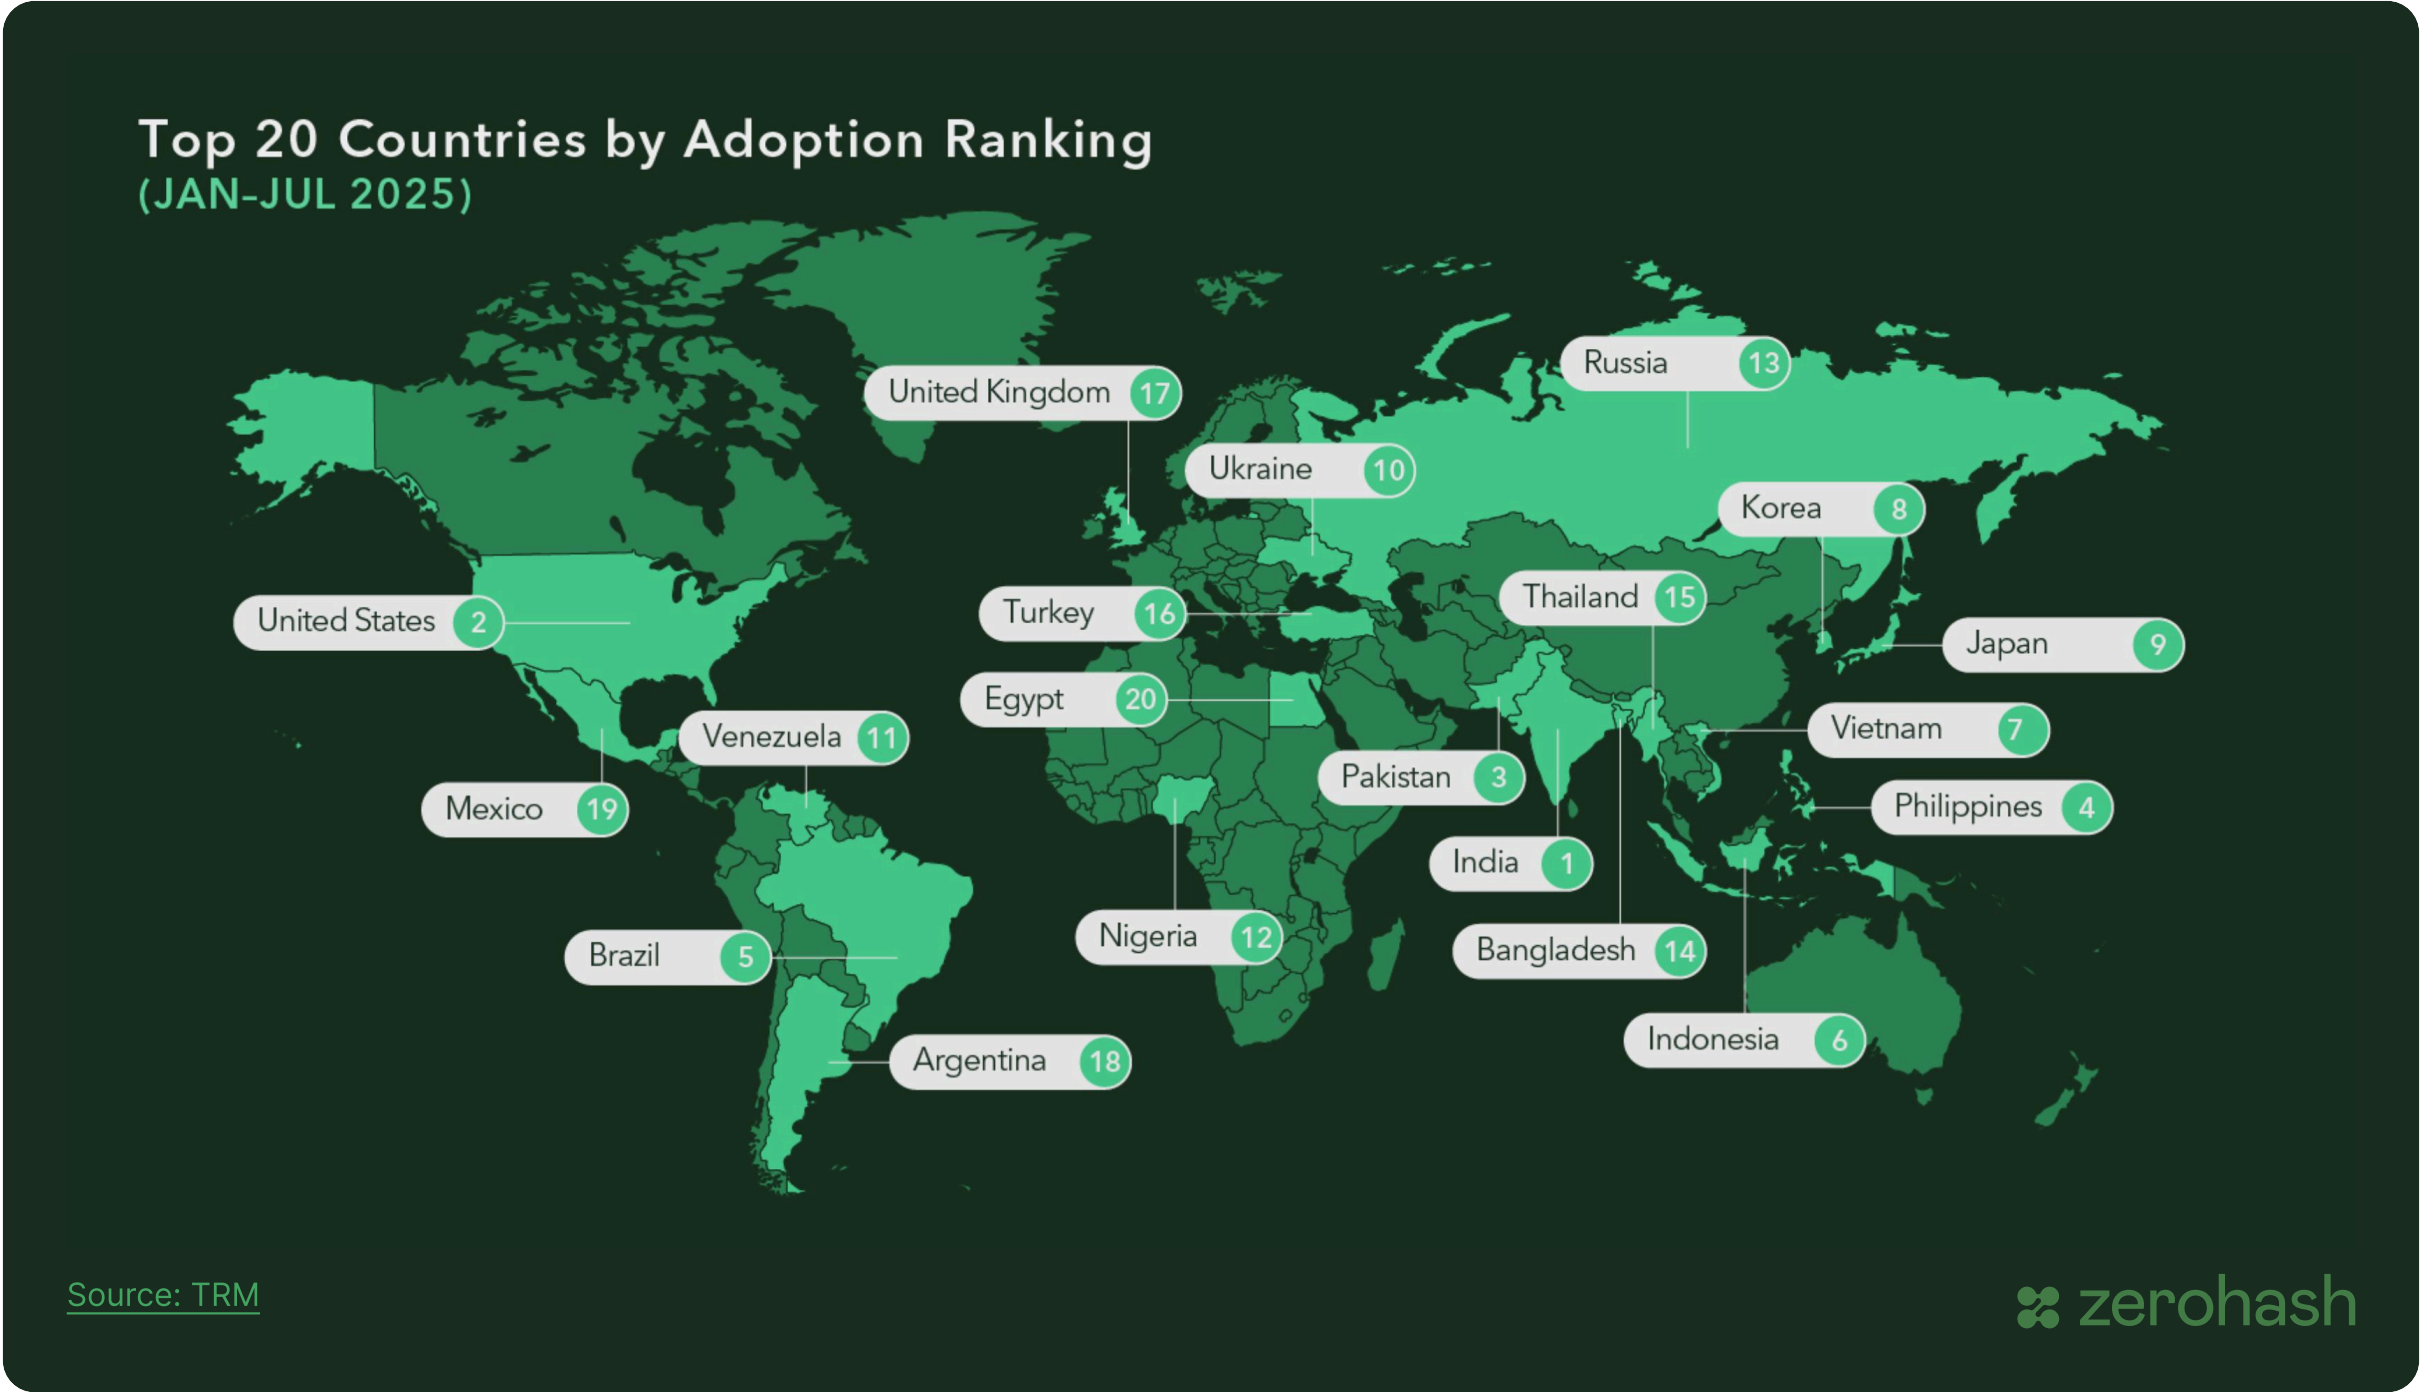 Top 20 Countries by Adoption Ranking
(JAN–JUL 2025)
Russia 13
United Kingdom 17
Ukraine 10
Korea 8
Thailand 15
Turkey 16
United States 2
Japan 9
Egypt 20
Vietnam 7
Venezuela 11
Pakistan 3
Mexico 19
Philippines 4
India 1
Nigeria 12
Bangladesh 14
Brazil 5
Indonesia 6
Argentina 18
Source: TRM
zerohash